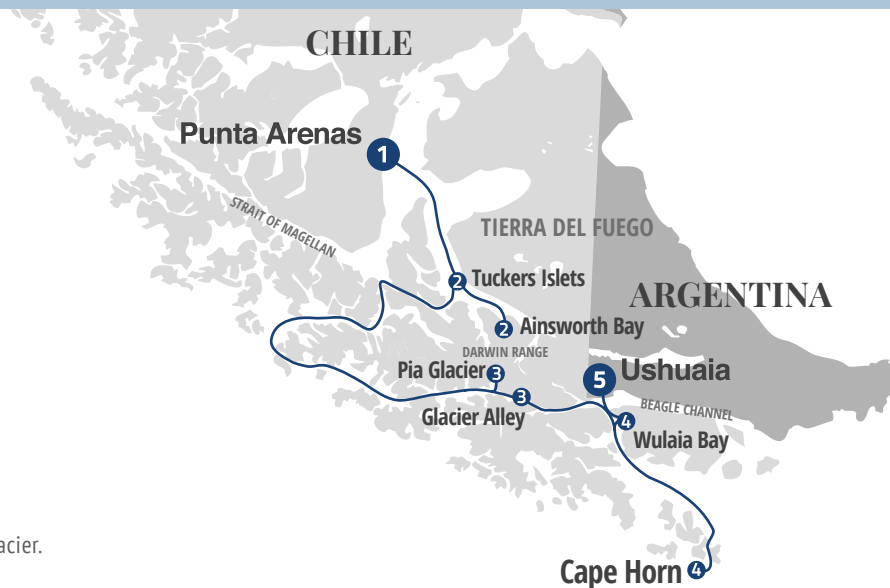 CHILE
Punta Arenas
1
STRAIT OF MAGELLAN
TIERRA DEL FUEGO
2 Tuckers Islets
ARGENTINA
2 Ainsworth Bay
DARWIN RANGE
Pia Glacier 3
5 Ushuaia
3
Glacier Alley
BEAGLE CHANNEL
4
Wulaia Bay
acier.
Cape Horn 4